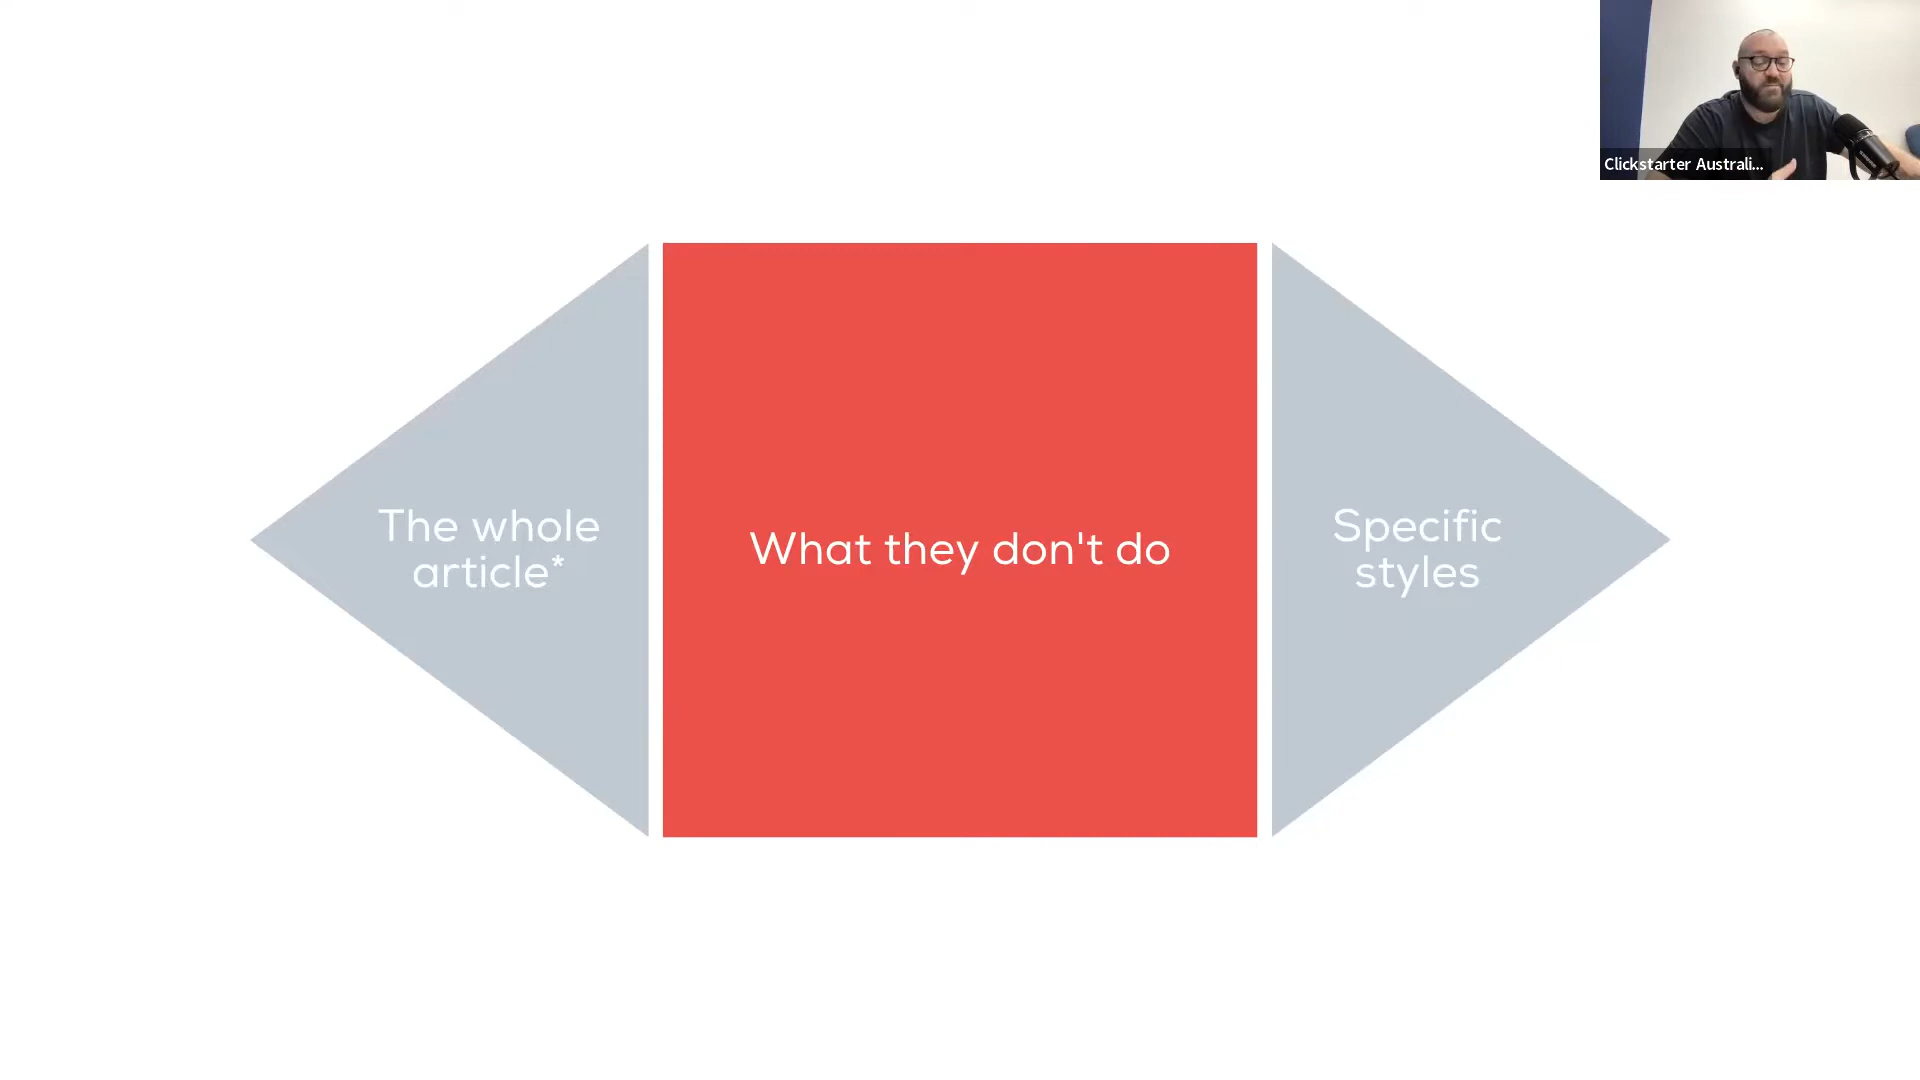 Clickstarter Australi...
The whole
article*
What they don't do
Specific
styles